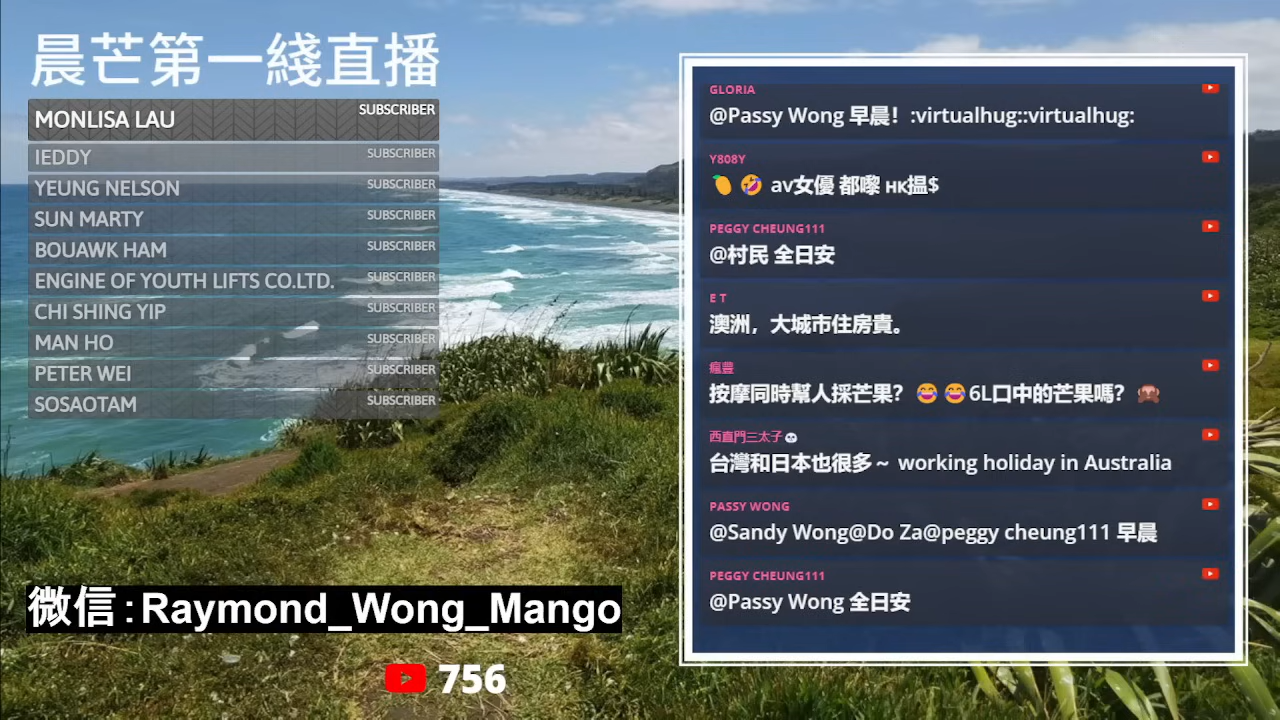 晨芒第一綫直播
MONLISA LAU SUBSCRIBER
IEDDY SUBSCRIBER
YEUNG NELSON SUBSCRIBER
SUN MARTY SUBSCRIBER
BOUAWK HAM SUBSCRIBER
ENGINE OF YOUTH LIFTS CO.LTD. SUBSCRIBER
CHI SHING YIP SUBSCRIBER
MAN HO SUBSCRIBER
PETER WEI SUBSCRIBER
SOSAOTAM SUBSCRIBER
微信:Raymond_Wong_Mango
756
GLORIA
@Passy Wong 早晨！:virtualhug::virtualhug:
Y808Y
🥭 🤣 av女優 都嚟 нк搵$
PEGGY CHEUNG111
@村民 全日安
E T
澳洲，大城市住房貴。
瘋豐
按摩同時幫人採芒果？ 😂 😂 6L口中的芒果嗎？ 🙊
西直門三太子💀
台灣和日本也很多~ working holiday in Australia
PASSY WONG
@Sandy Wong@Do Za@peggy cheung111 早晨
PEGGY CHEUNG111
@Passy Wong 全日安